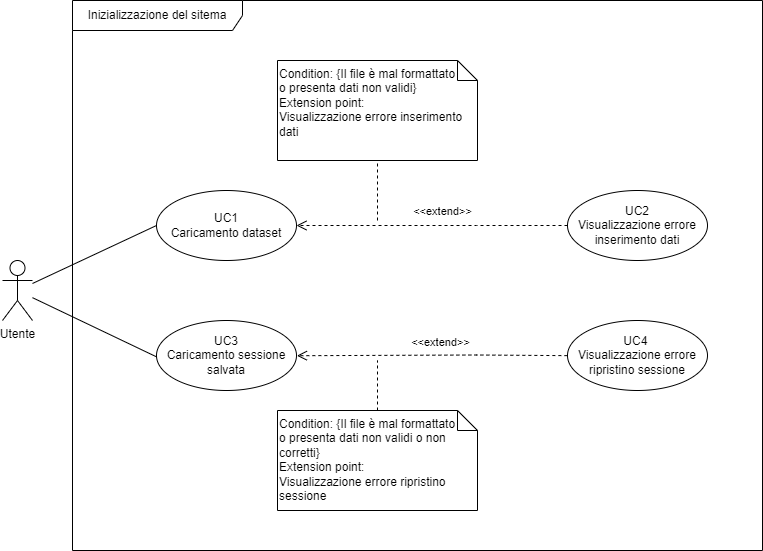 Inizializzazione del sitema
Condition: {Il file è mal formattato
o presenta dati non validi}
Extension point:
Visualizzazione errore inserimento
dati
<<extend>>
UC1
Caricamento dataset
UC2
Visualizzazione errore
inserimento dati
Utente
<<extend>>
UC3
Caricamento sessione
salvata
UC4
Visualizzazione errore
ripristino sessione
Condition: {Il file è mal formattato
o presenta dati non validi o non
corretti}
Extension point:
Visualizzazione errore ripristino
sessione